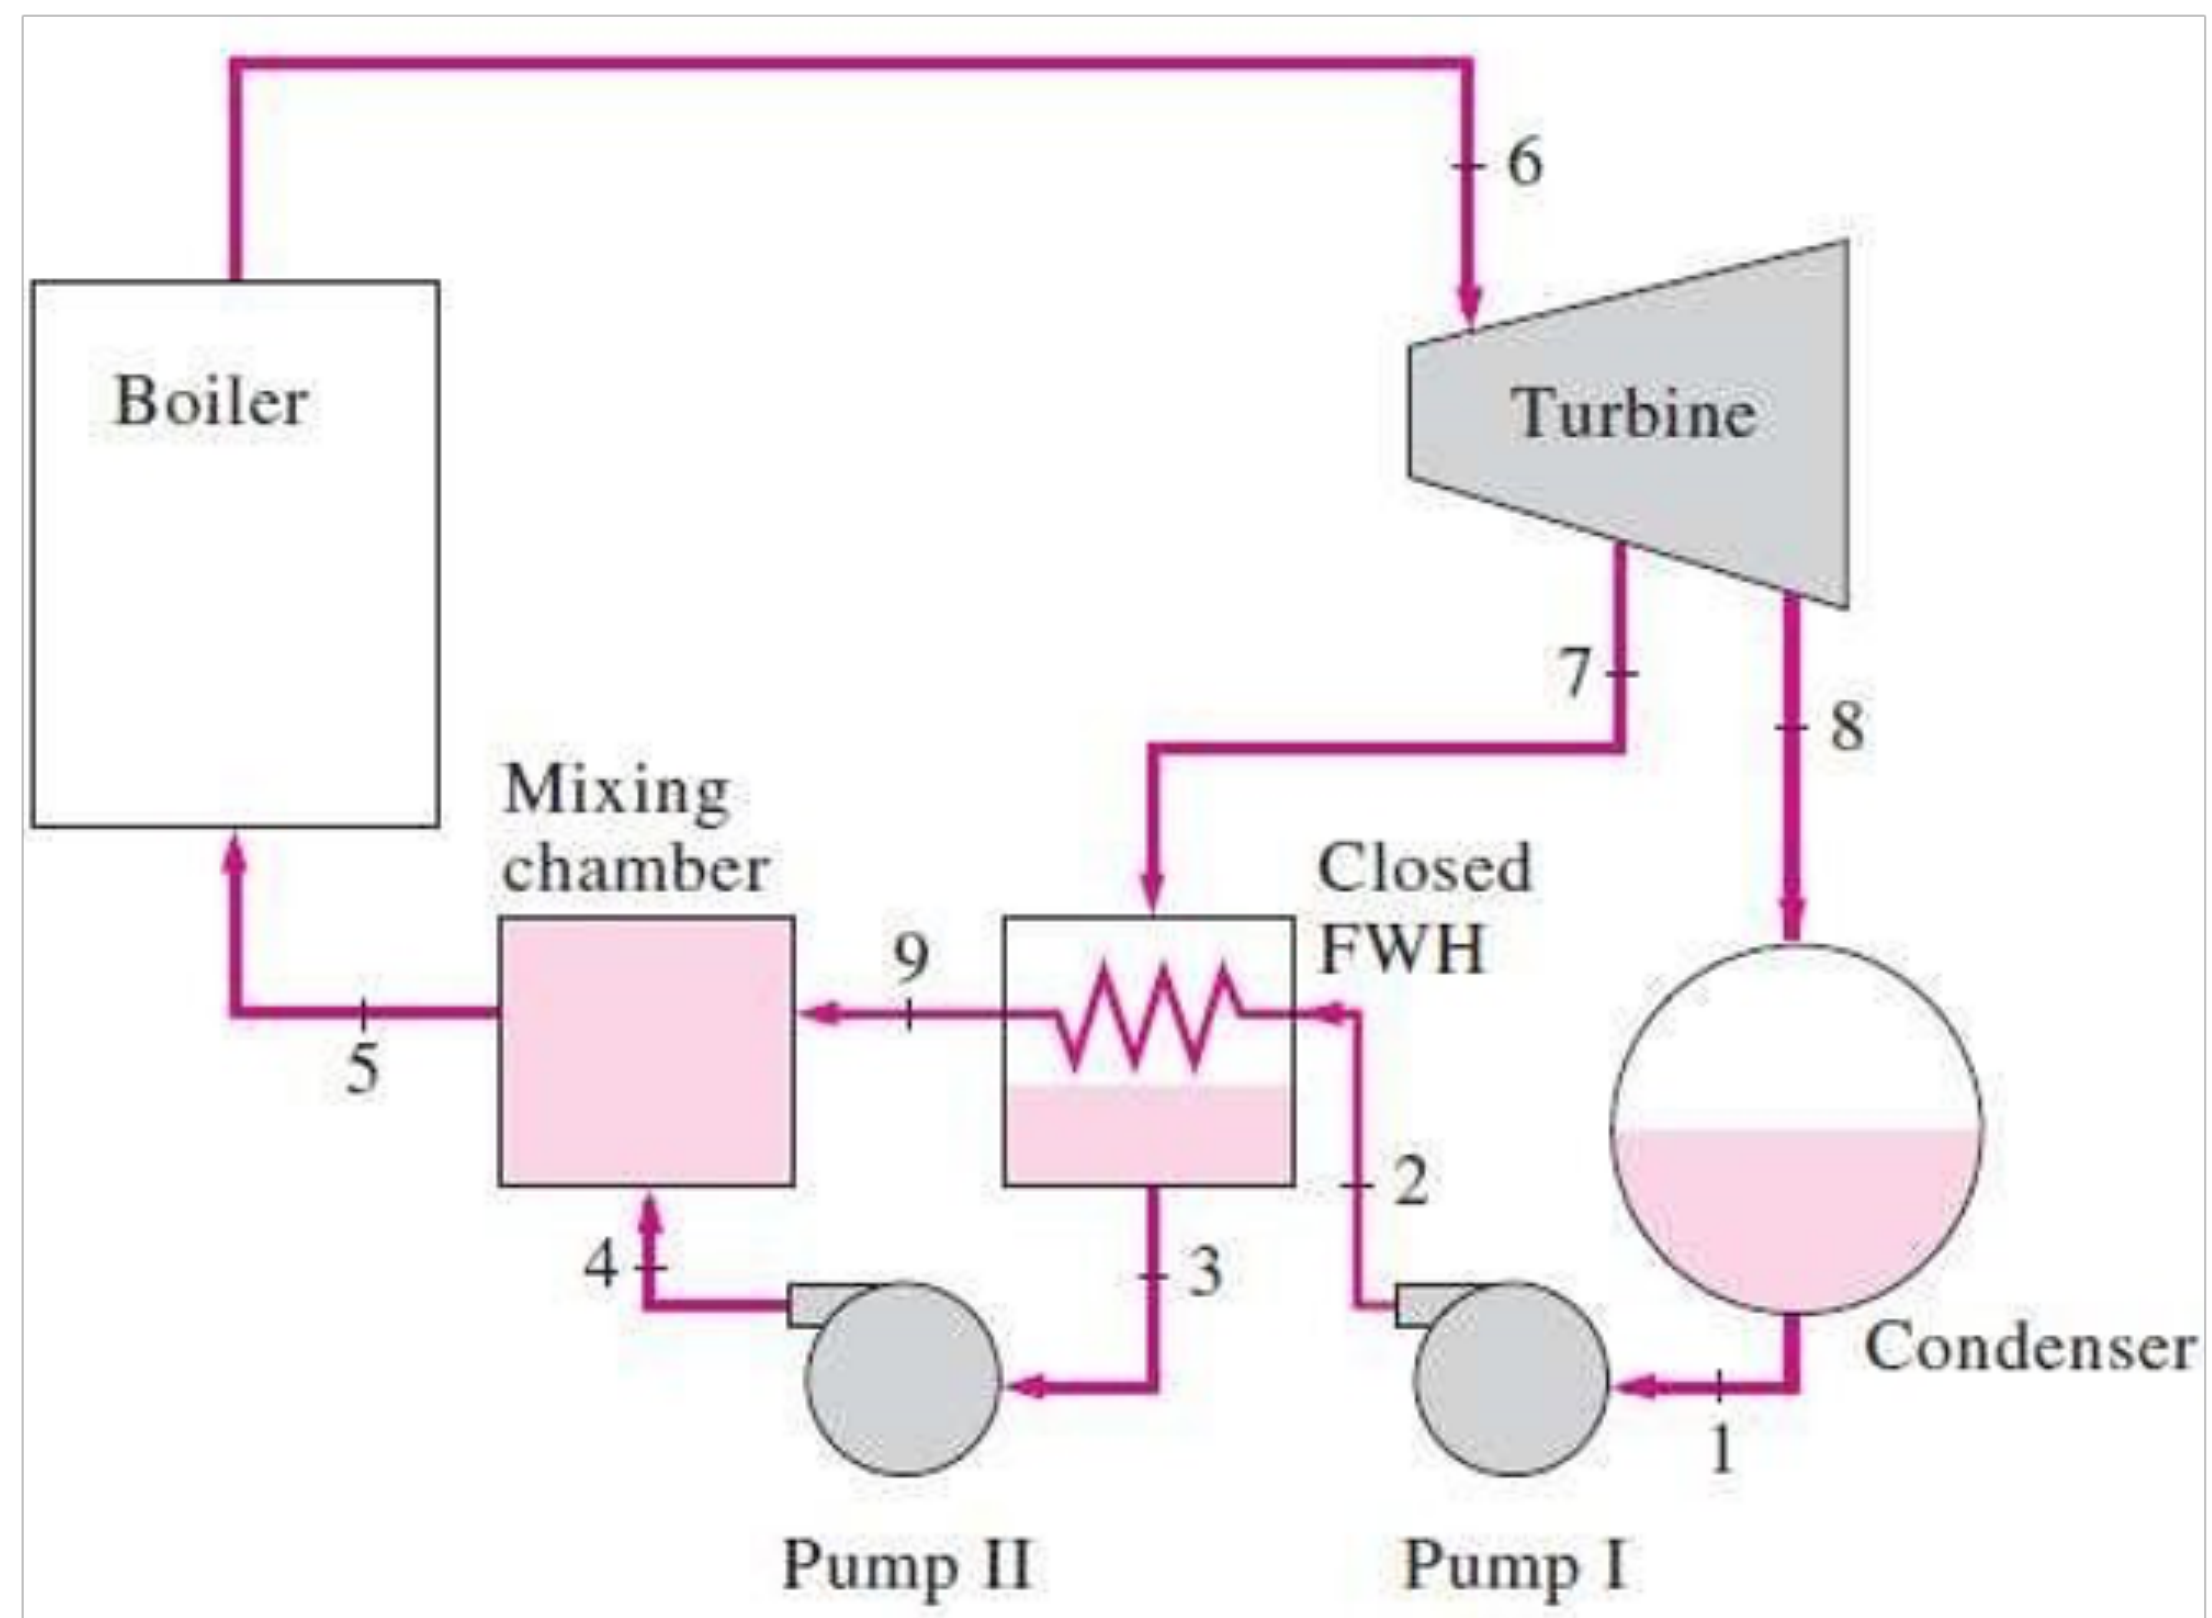 6
Boiler
Turbine
7
8
Mixing
chamber
Closed
FWH
9
5
2
4
3
Condenser
1
Pump II
Pump I